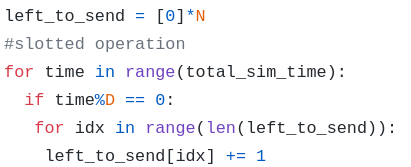 left_to_send = [0]*N
#slotted operation
for time in range(total_sim_time):
  if time%D == 0:
   for idx in range(len(left_to_send)):
    left_to_send[idx] += 1